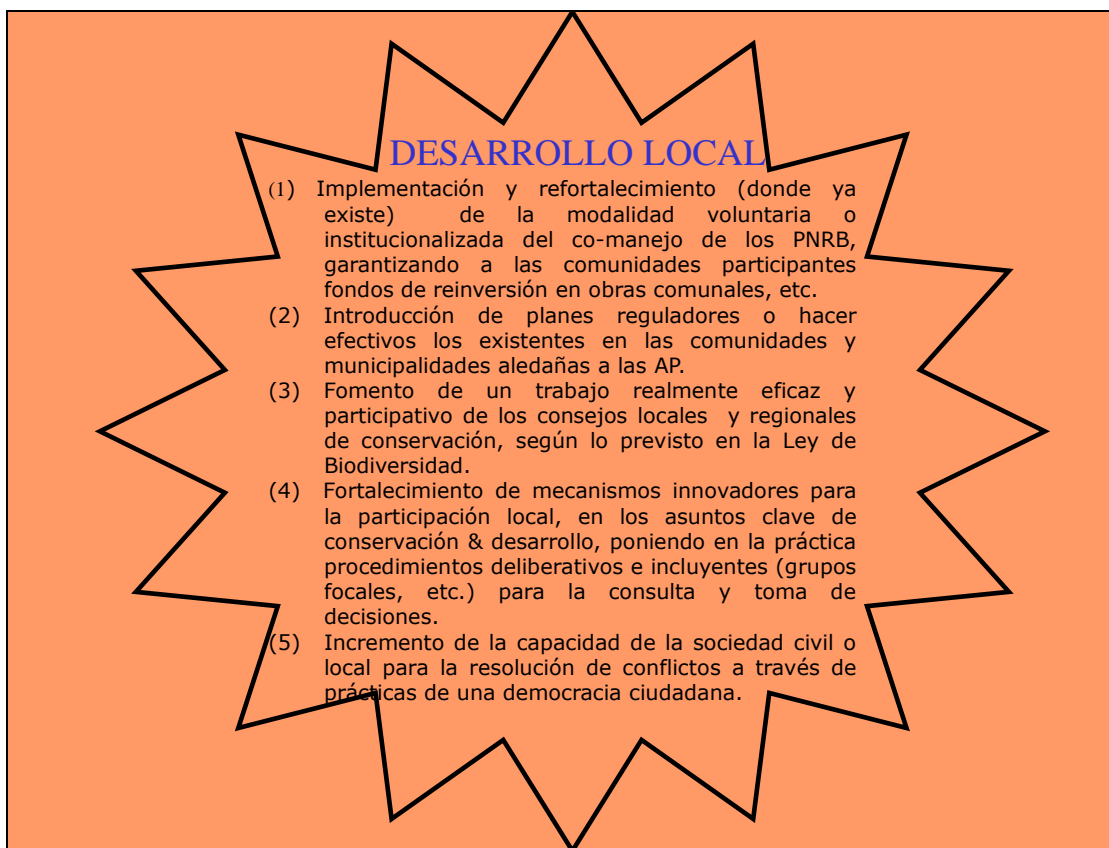 DESARROLLO LOCAL
(1) Implementación y refortalecimiento (donde ya
existe) de la modalidad voluntaria o
institucionalizada del co-manejo de los PNRB,
garantizando a las comunidades participantes
fondos de reinversión en obras comunales, etc.
(2) Introducción de planes reguladores o hacer
efectivos los existentes en las comunidades y
municipalidades aledañas a las AP.
(3) Fomento de un trabajo realmente eficaz y
participativo de los consejos locales y regionales
de conservación, según lo previsto en la Ley de
Biodiversidad.
(4) Fortalecimiento de mecanismos innovadores para
la participación local, en los asuntos clave de
conservación & desarrollo, poniendo en la práctica
procedimientos deliberativos e incluyentes (grupos
focales, etc.) para la consulta y toma de
decisiones.
(5) Incremento de la capacidad de la sociedad civil o
local para la resolución de conflictos a través de
prácticas de una democracia ciudadana.